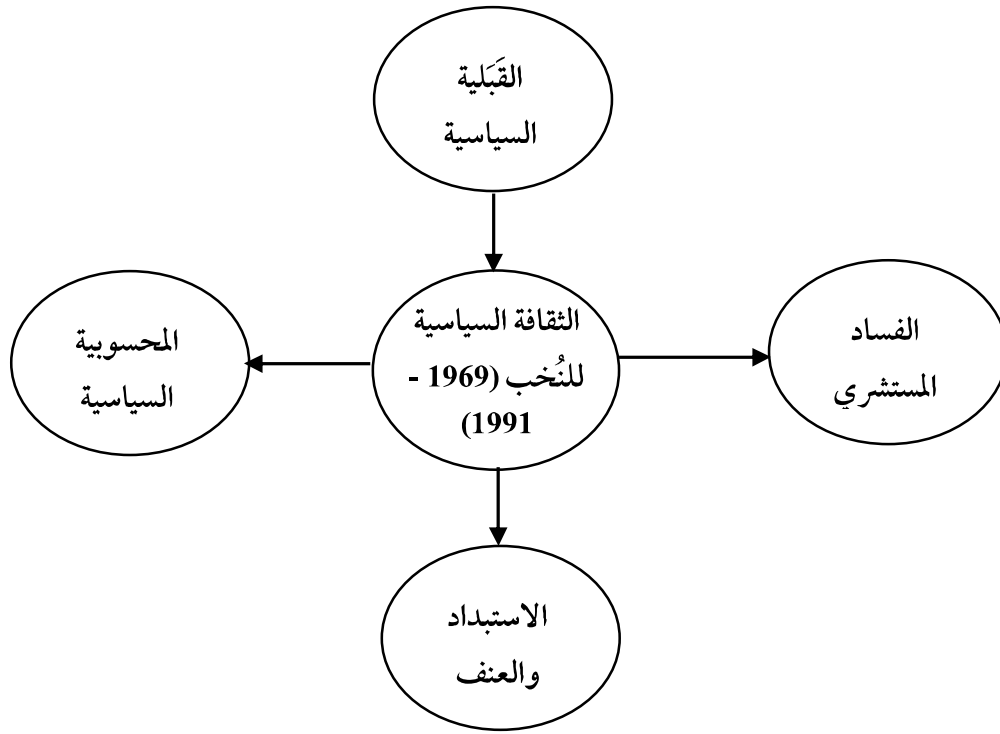 القَبَلية
السياسية
الثقافة السياسية
للنُخب (1969 -
1991)
الفساد
المستشري
المحسوبية
السياسية
الاستبداد
والعنف